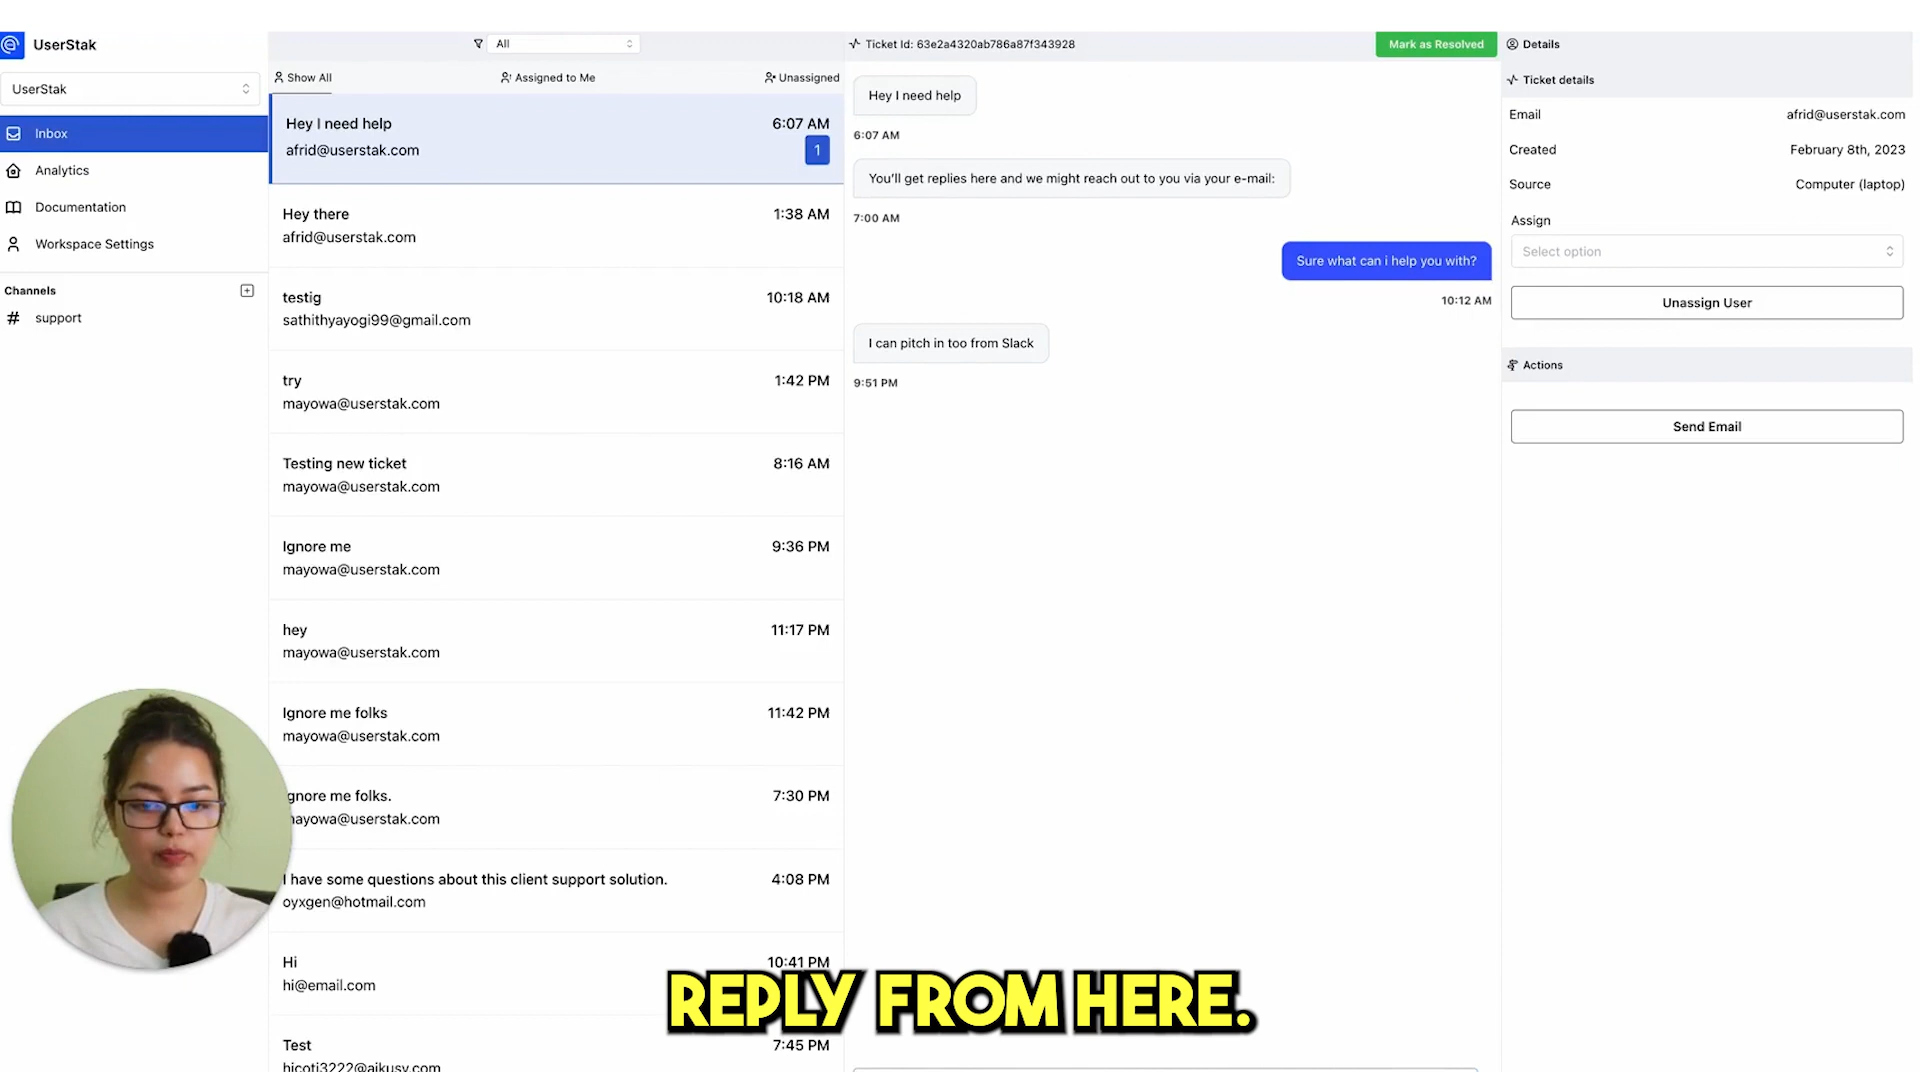 UserStak
UserStak
Inbox
Analytics
Documentation
Workspace Settings
Channels
support
All
Show All
Assigned to Me
Unassigned
Hey I need help
6:07 AM
afrid@userstak.com
1
Hey there
1:38 AM
afrid@userstak.com
testig
10:18 AM
sathithyayogi99@gmail.com
try
1:42 PM
mayowa@userstak.com
Testing new ticket
8:16 AM
mayowa@userstak.com
Ignore me
9:36 PM
mayowa@userstak.com
hey
11:17 PM
mayowa@userstak.com
Ignore me folks
11:42 PM
mayowa@userstak.com
gnore me folks.
7:30 PM
mayowa@userstak.com
I have some questions about this client support solution.
4:08 PM
oyxgen@hotmail.com
Hi
10:41 PM
hi@email.com
Test
7:45 PM
hicoti3222@aikusy.com
Ticket Id: 63e2a4320ab786a87f343928
Mark as Resolved
Hey I need help
6:07 AM
You'll get replies here and we might reach out to you via your e-mail:
7:00 AM
Sure what can i help you with?
10:12 AM
I can pitch in too from Slack
9:51 PM
Details
Ticket details
Email
afrid@userstak.com
Created
February 8th, 2023
Source
Computer (laptop)
Assign
Select option
Unassign User
Actions
Send Email
REPLY FROM HERE.